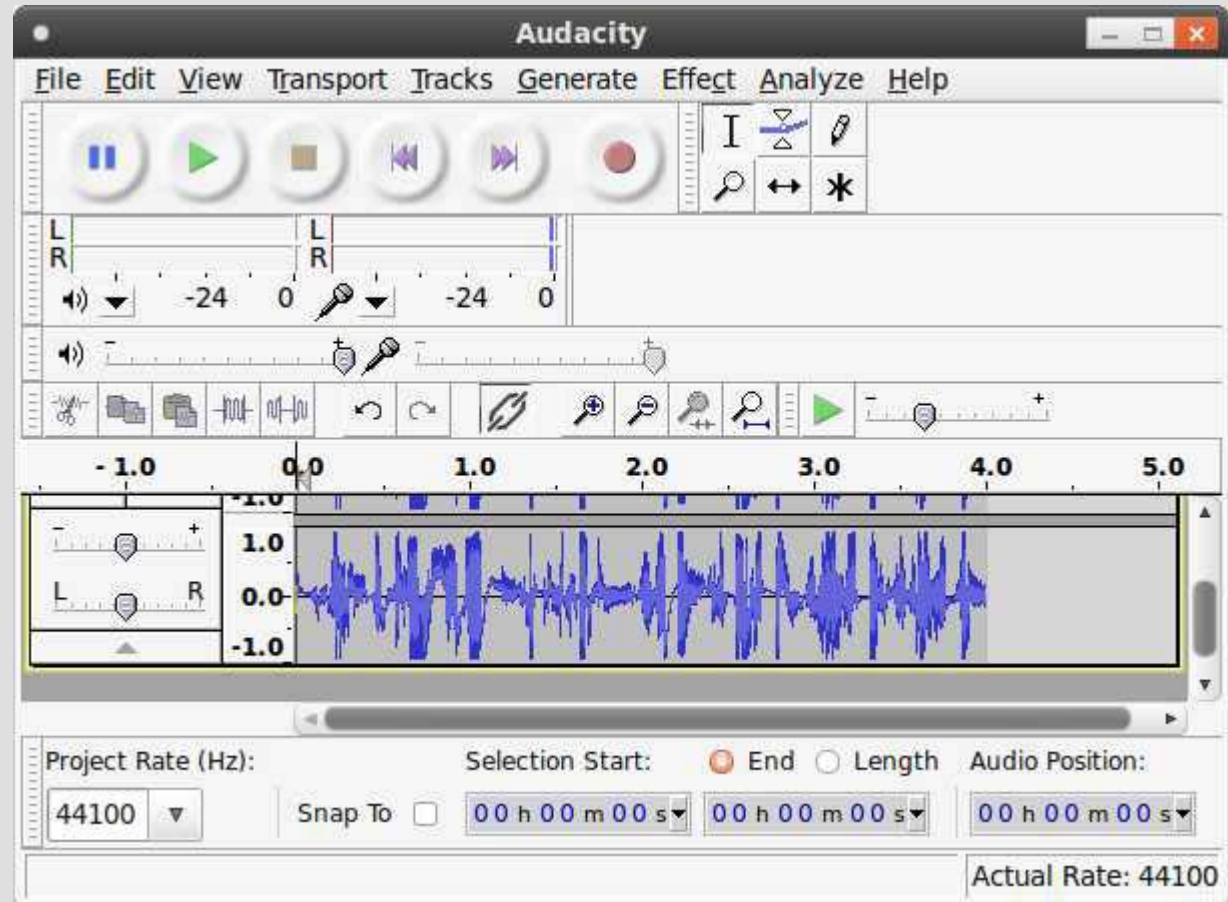 Audacity
File Edit View Transport Tracks Generate Effect Analyze Help
L L
R R
-24 0 -24 0
- + - +
- +
- 1.0 0.0 1.0 2.0 3.0 4.0 5.0
-1.0
- + 1.0
L R 0.0
-1.0
Project Rate (Hz): Selection Start: End Length Audio Position:
44100 Snap To 00 h 00 m 00 s 00 h 00 m 00 s 00 h 00 m 00 s
Actual Rate: 44100